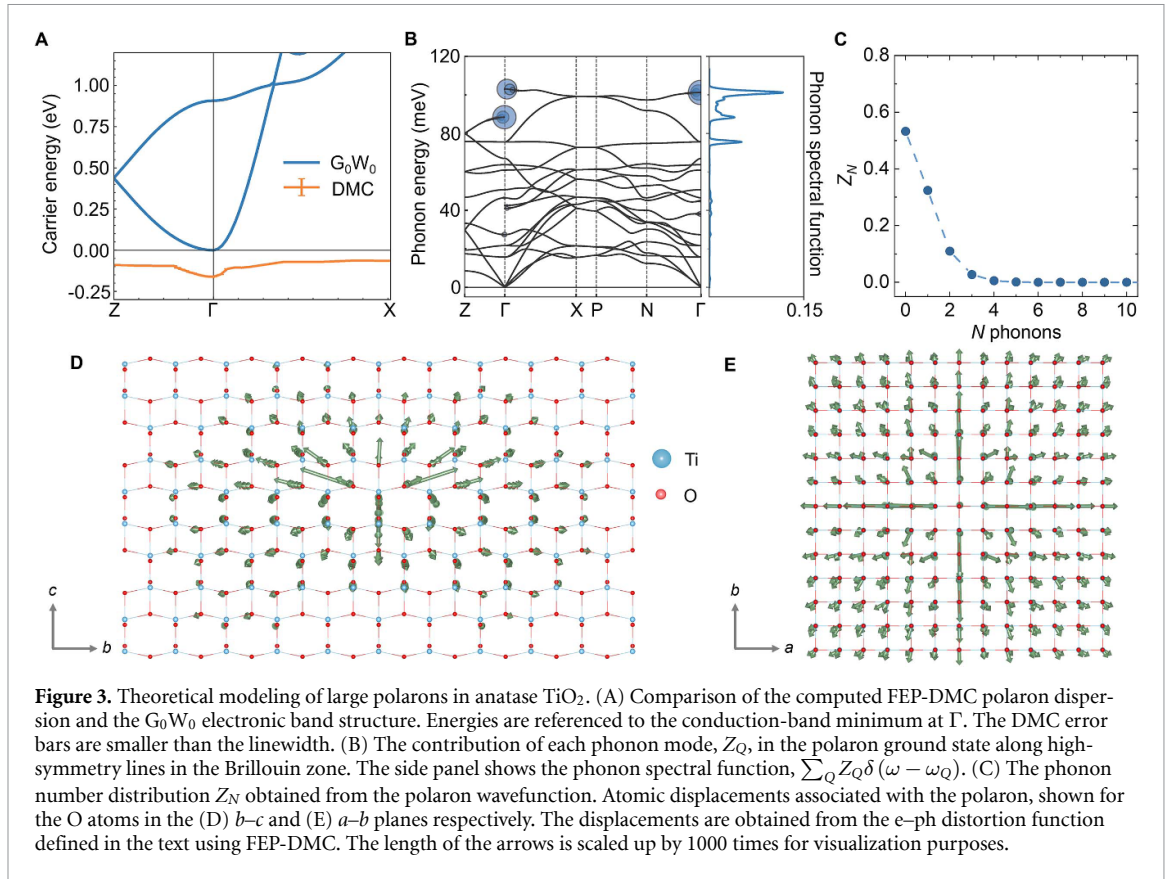 A
B
C
Carrier energy (eV)
1.00
0.75
0.50
0.25
0.00
-0.25
G₀W₀
DMC
Z
Γ
X
Phonon energy (meV)
120
80
40
0
Z
Γ
X
P
N
Γ
Phonon spectral function
0.15
Z_N
0.8
0.6
0.4
0.2
0.0
0
2
4
6
8
10
N phonons
D
E
Ti
O
c
b
b
a
Figure 3. Theoretical modeling of large polarons in anatase TiO₂. (A) Comparison of the computed FEP-DMC polaron disper-
sion and the G₀W₀ electronic band structure. Energies are referenced to the conduction-band minimum at Γ. The DMC error
bars are smaller than the linewidth. (B) The contribution of each phonon mode, Z_Q, in the polaron ground state along high-
symmetry lines in the Brillouin zone. The side panel shows the phonon spectral function, ∑_Q Z_Q δ (ω − ω_Q). (C) The phonon
number distribution Z_N obtained from the polaron wavefunction. Atomic displacements associated with the polaron, shown for
the O atoms in the (D) b–c and (E) a–b planes respectively. The displacements are obtained from the e–ph distortion function
defined in the text using FEP-DMC. The length of the arrows is scaled up by 1000 times for visualization purposes.